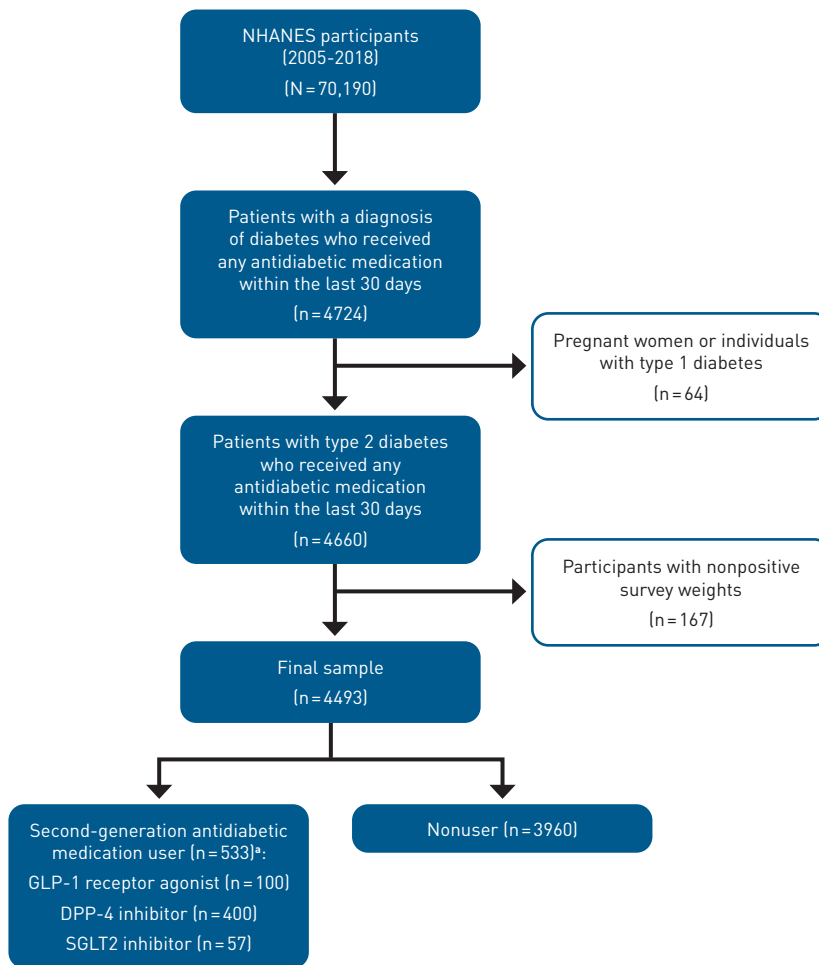 NHANES participants
(2005-2018)
(N=70,190)
Patients with a diagnosis
of diabetes who received
any antidiabetic medication
within the last 30 days
(n=4724)
Pregnant women or individuals
with type 1 diabetes
(n=64)
Patients with type 2 diabetes
who received any
antidiabetic medication
within the last 30 days
(n=4660)
Participants with nonpositive
survey weights
(n=167)
Final sample
(n=4493)
Second-generation antidiabetic
medication user (n=533)ª:
GLP-1 receptor agonist (n=100)
DPP-4 inhibitor (n=400)
SGLT2 inhibitor (n=57)
Nonuser (n=3960)